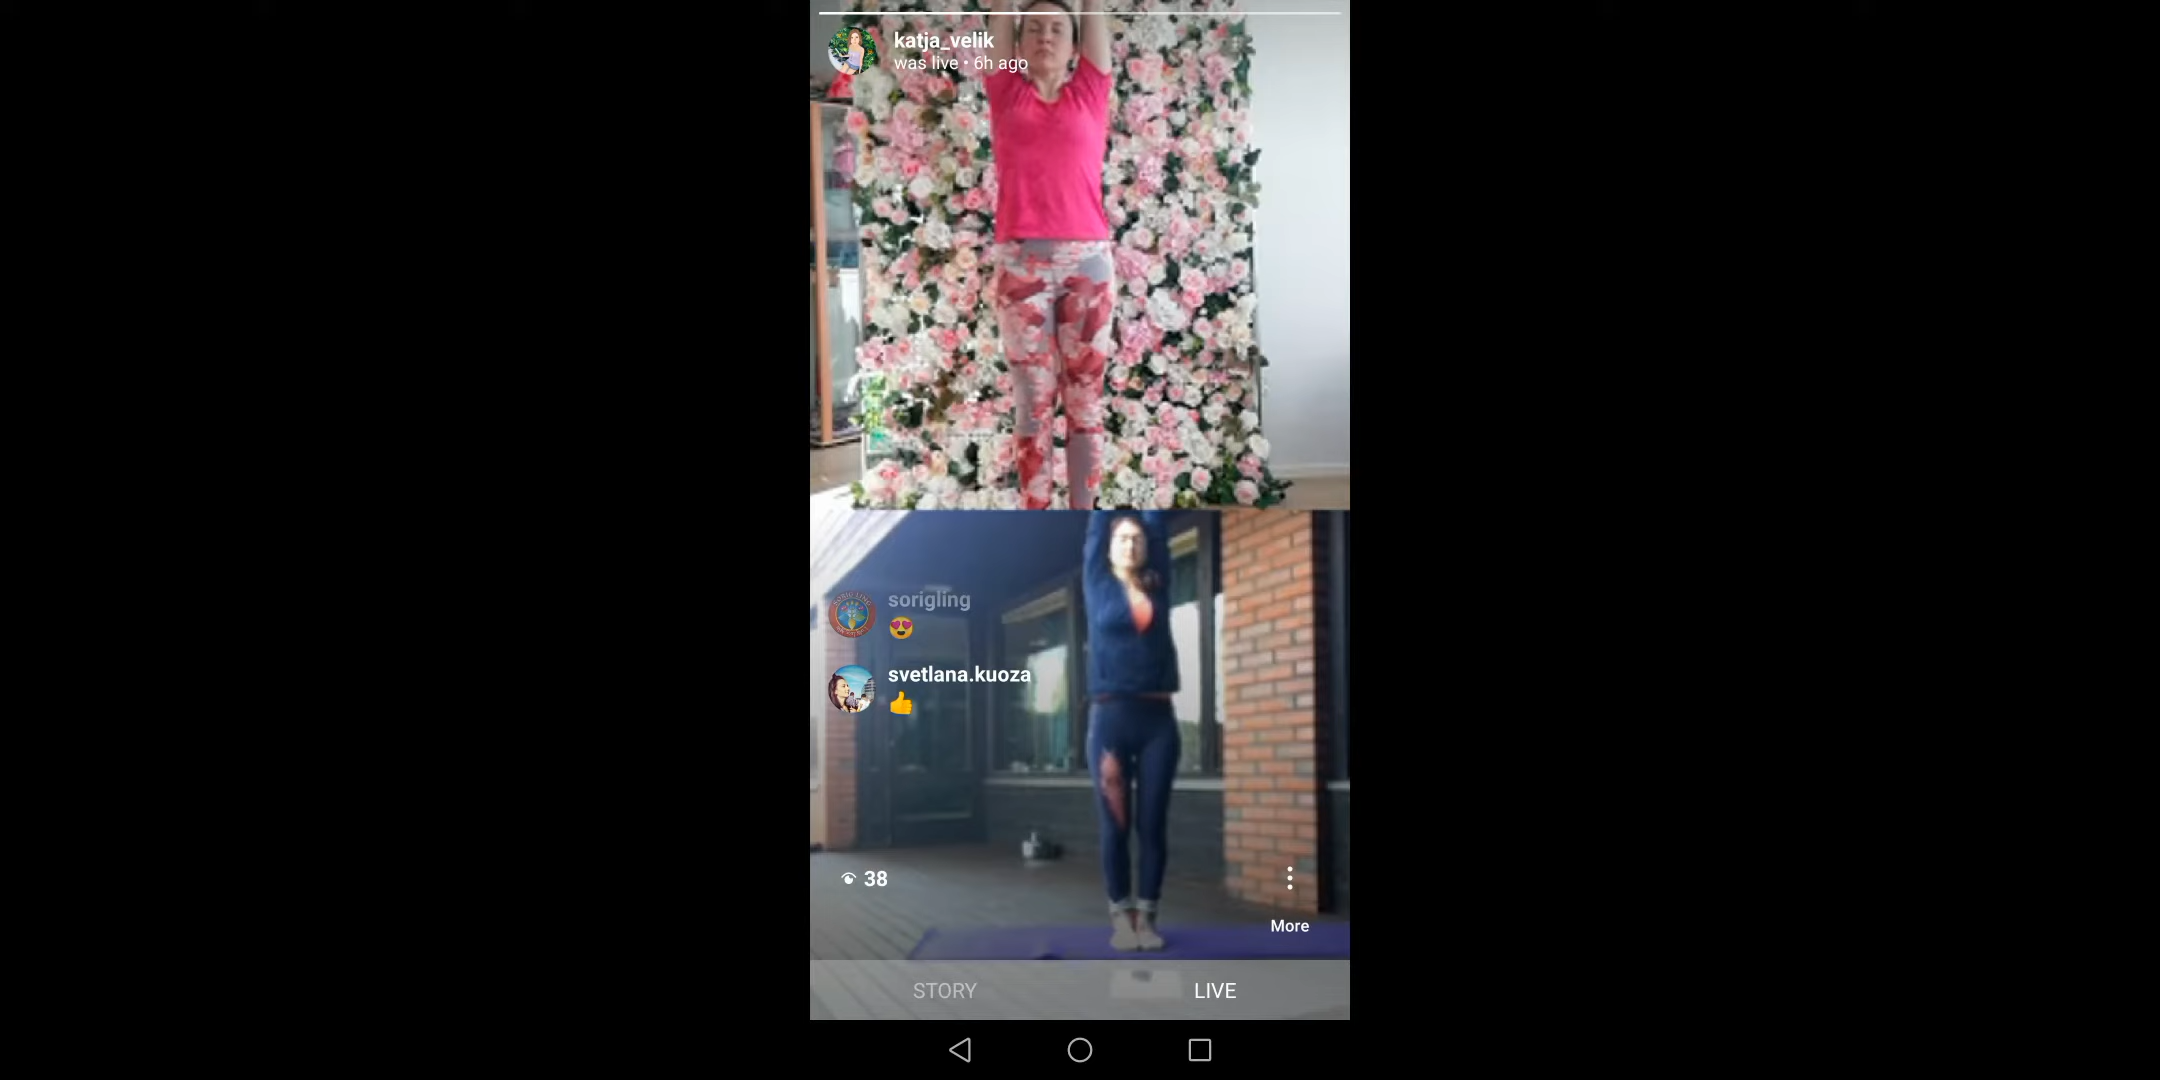 katja_velik
was live • 6h ago
sorigling
😍
svetlana.kuoza
👍
38
More
STORY
LIVE